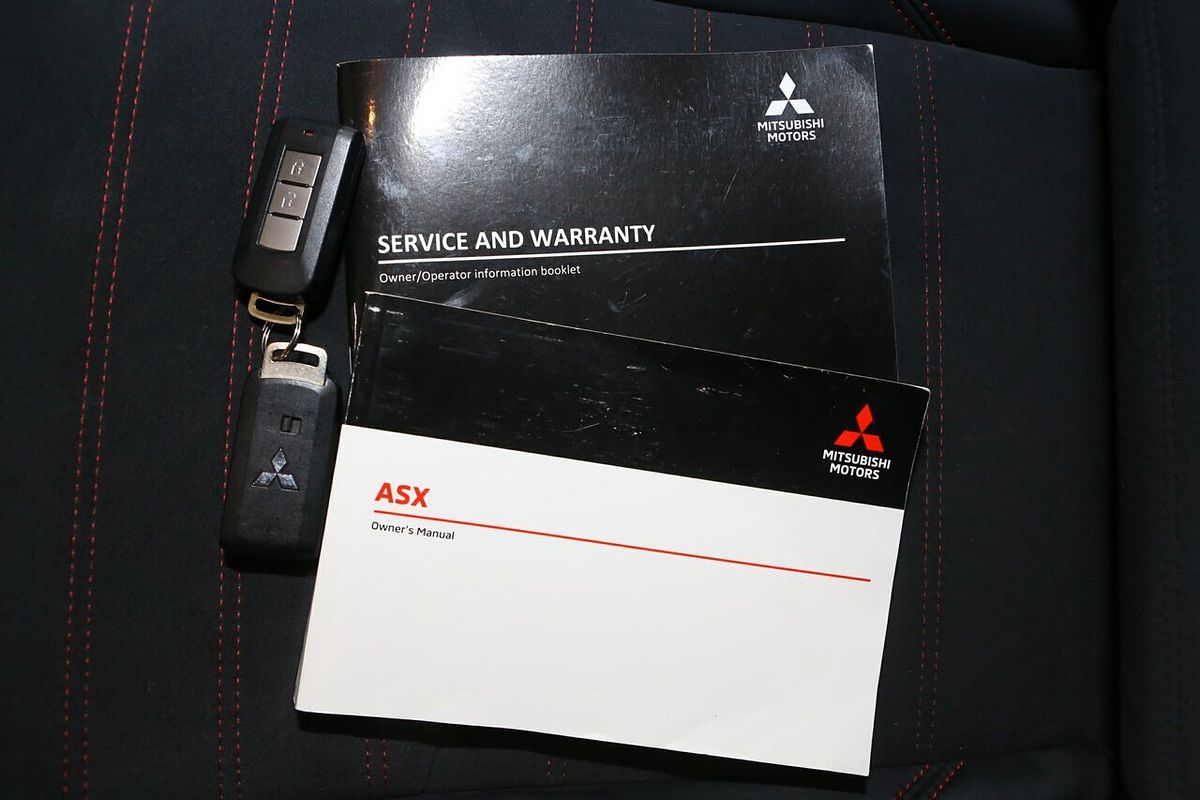 MITSUBISHI
MOTORS
SERVICE AND WARRANTY
Owner/Operator information booklet
MITSUBISHI
MOTORS
ASX
Owner's Manual